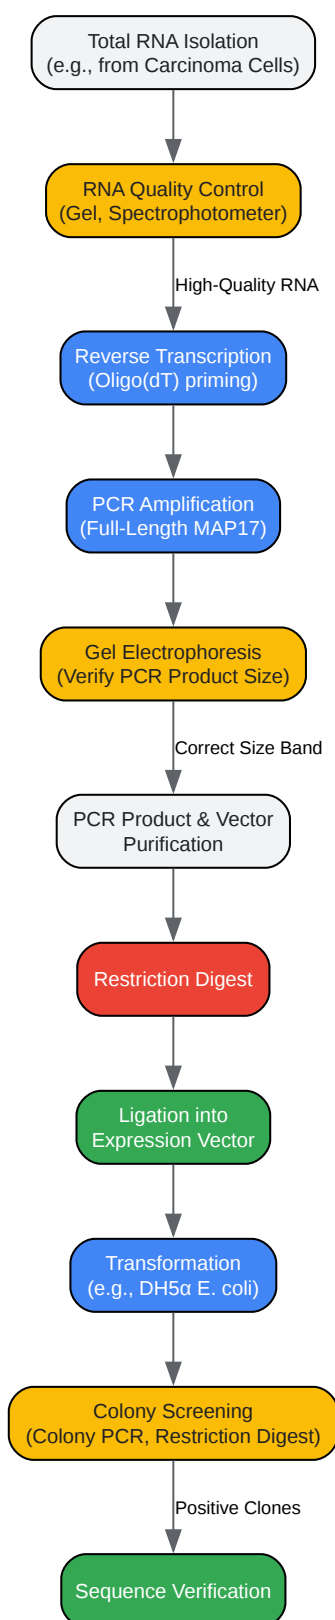 Total RNA Isolation
(e.g., from Carcinoma Cells)
RNA Quality Control
(Gel, Spectrophotometer)
High-Quality RNA
Reverse Transcription
(Oligo(dT) priming)
PCR Amplification
(Full-Length MAP17)
Gel Electrophoresis
(Verify PCR Product Size)
Correct Size Band
PCR Product & Vector
Purification
Restriction Digest
Ligation into
Expression Vector
Transformation
(e.g., DH5α E. coli)
Colony Screening
(Colony PCR, Restriction Digest)
Positive Clones
Sequence Verification